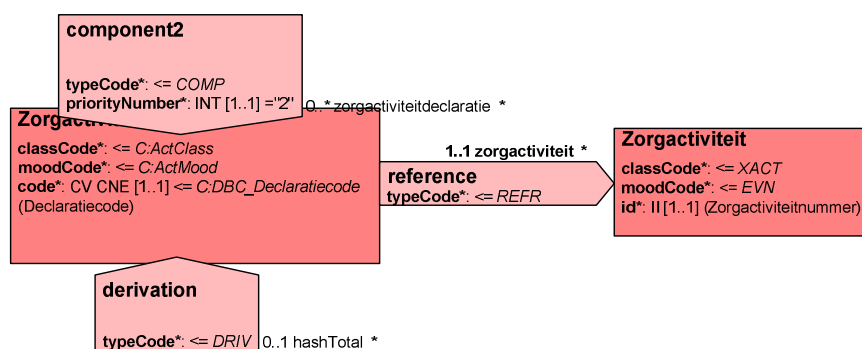 component2
typeCode*: <= COMP
priorityNumber*: INT [1..1] ="2"
0..* zorgactiviteitdeclaratie *
classCode*: <= C:ActClass
moodCode*: <= C:ActMood
code*: CV CNE [1..1] <= C:DBC_Declaratiecode
(Declaratiecode)
1..1 zorgactiviteit *
reference
typeCode*: <= REFR
Zorgactiviteit
classCode*: <= XACT
moodCode*: <= EVN
id*: II [1..1] (Zorgactiviteitnummer)
derivation
typeCode*: <= DRIV
0..1 hashTotal *